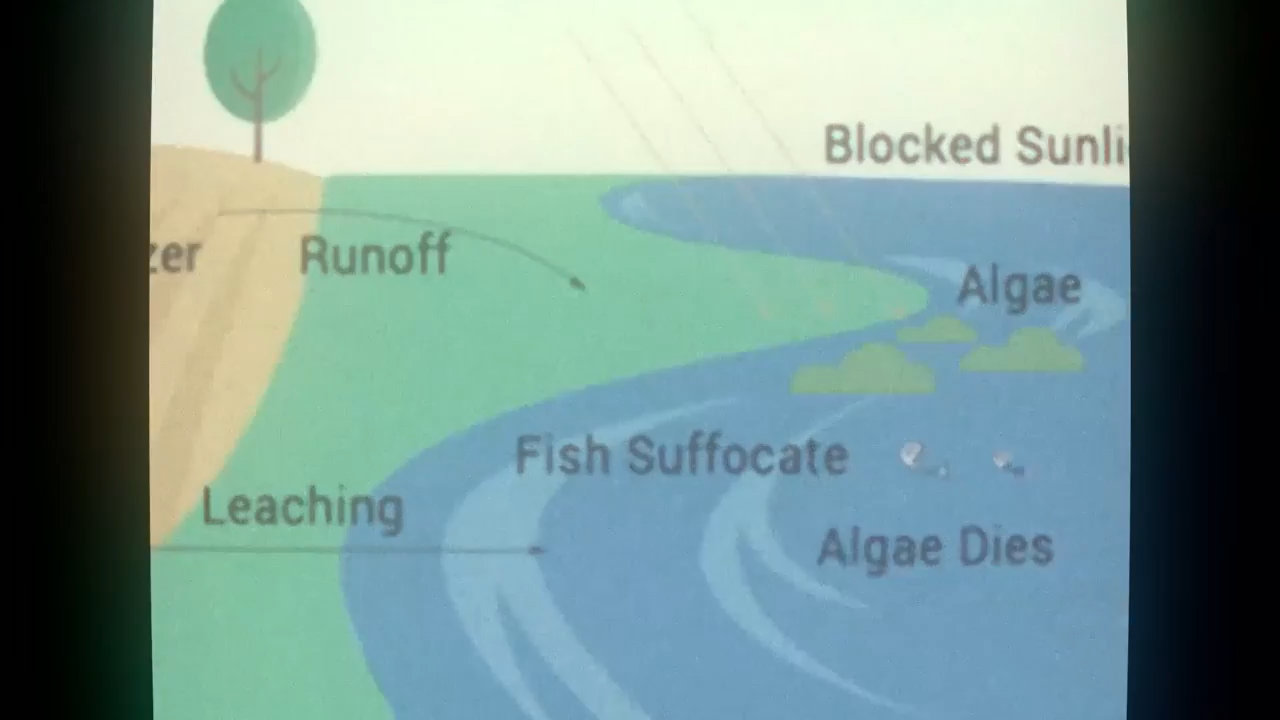 Blocked Sunli
zer
Runoff
Algae
Fish Suffocate
Leaching
Algae Dies